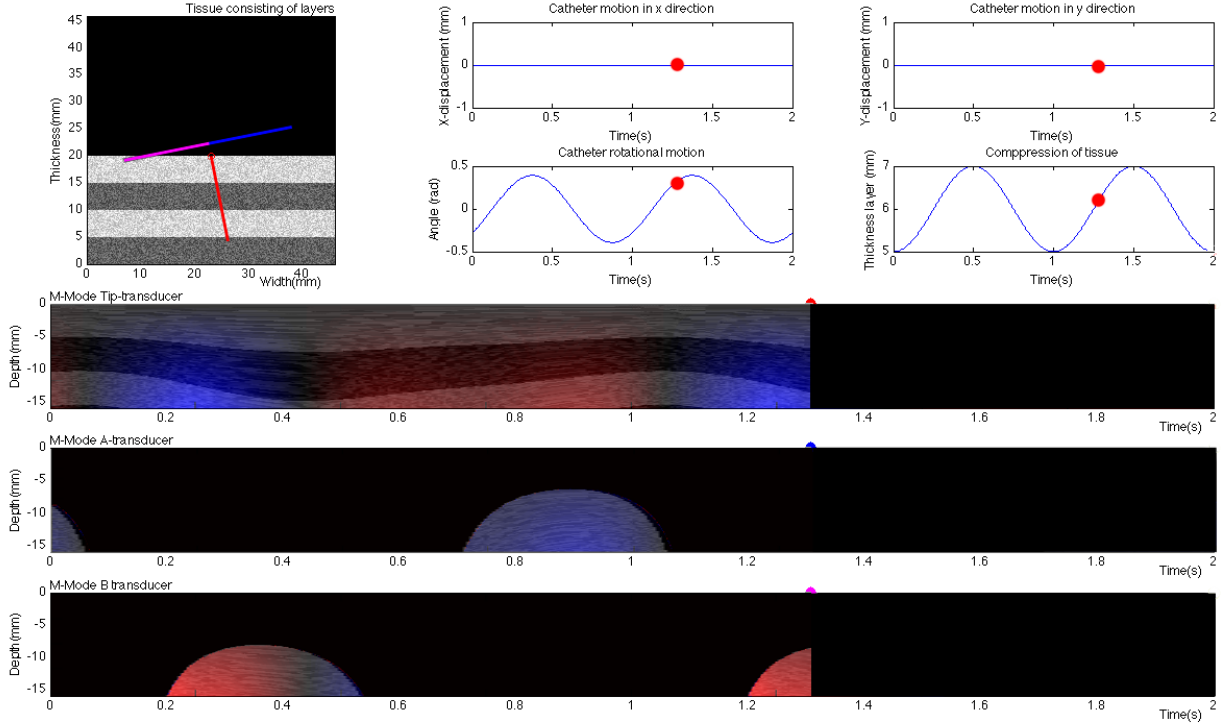 Tissue consisting of layers
Thickness(mm)
45
40
35
30
25
20
15
10
5
0
0 10 20 30 40
Width(mm)
Catheter motion in x direction
X-displacement (mm)
1
0
-1
0 0.5 1 1.5 2
Time(s)
Catheter motion in y direction
Y-displacement (mm)
1
0
-1
0 0.5 1 1.5 2
Time(s)
Catheter rotational motion
Angle (rad)
0.5
0
-0.5
0 0.5 1 1.5 2
Time(s)
Comppression of tissue
Thickness layer (mm)
7
6
5
0 0.5 1 1.5 2
Time(s)
M-Mode Tip-transducer
Depth(mm)
0
-5
-10
-15
0 0.2 0.4 0.6 0.8 1 1.2 1.4 1.6 1.8 2
Time(s)
M-Mode A-transducer
Depth(mm)
0
-5
-10
-15
0 0.2 0.4 0.6 0.8 1 1.2 1.4 1.6 1.8 2
Time(s)
M-Mode B transducer
Depth(mm)
0
-5
-10
-15
0 0.2 0.4 0.6 0.8 1 1.2 1.4 1.6 1.8 2
Time(s)